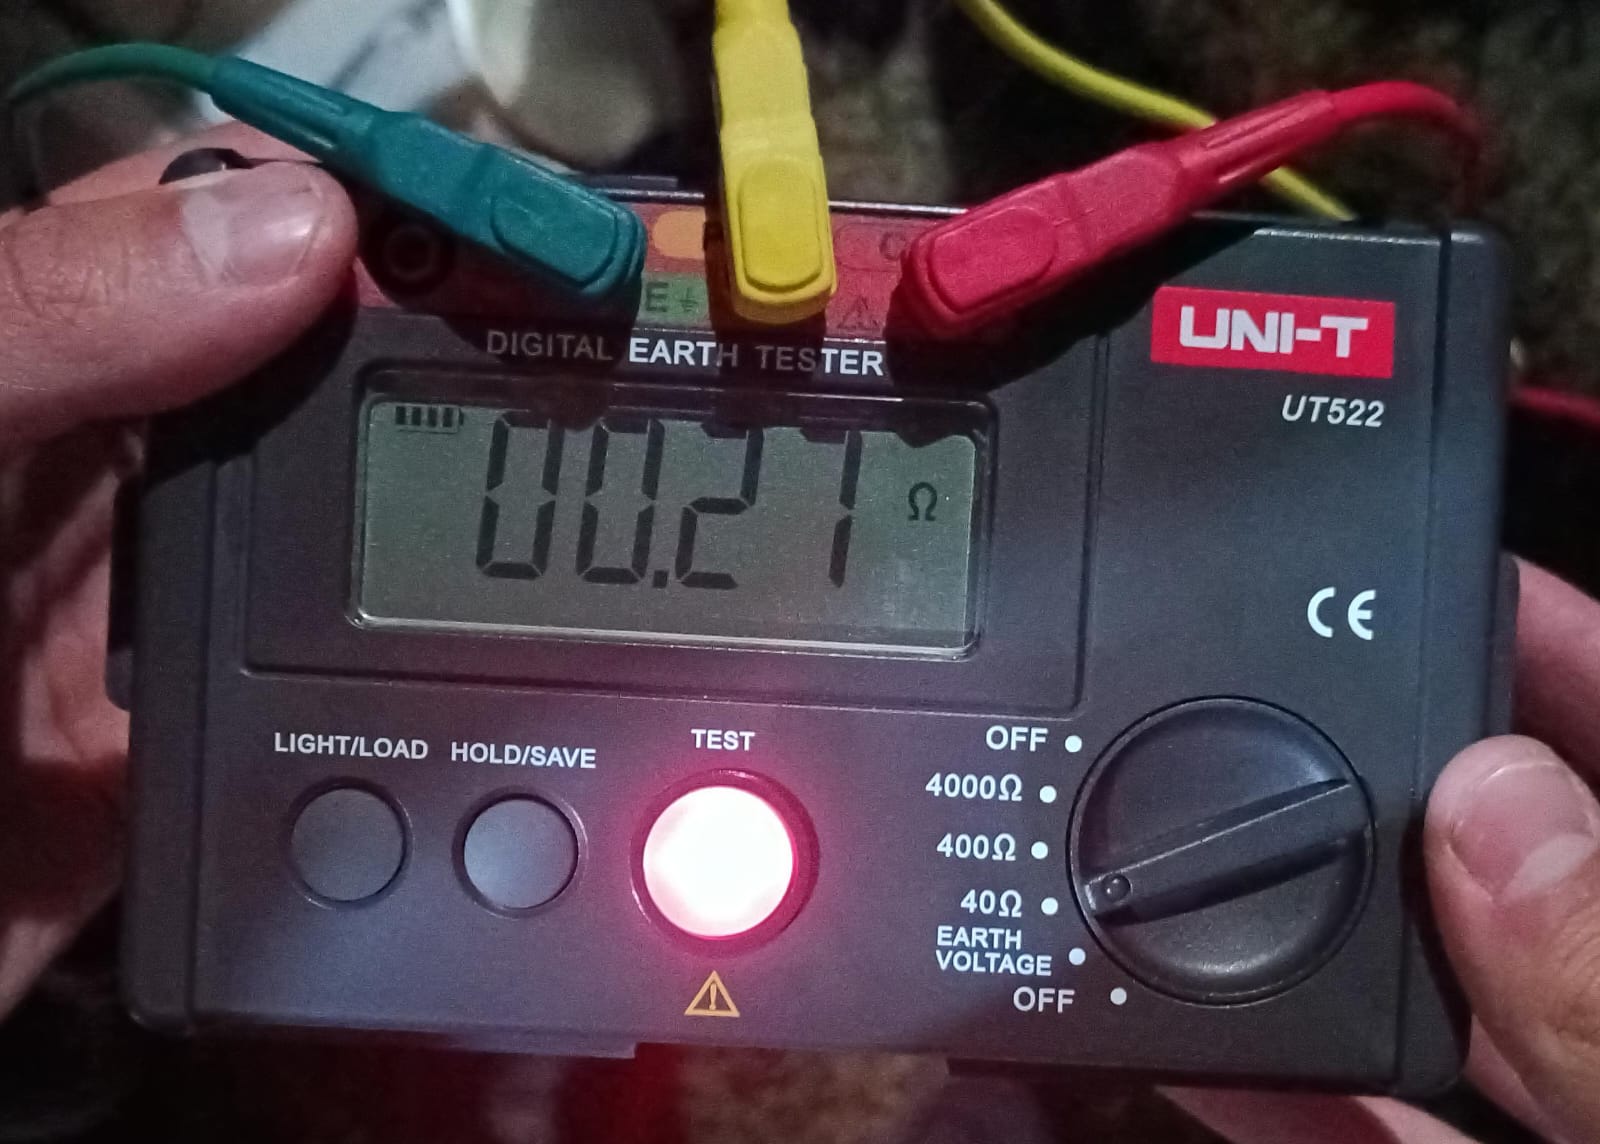 E
DIGITAL EARTH TESTER
UNI-T
UT522
00.27 Ω
CE
LIGHT/LOAD
HOLD/SAVE
TEST
OFF
4000Ω
400Ω
40Ω
EARTH
VOLTAGE
OFF